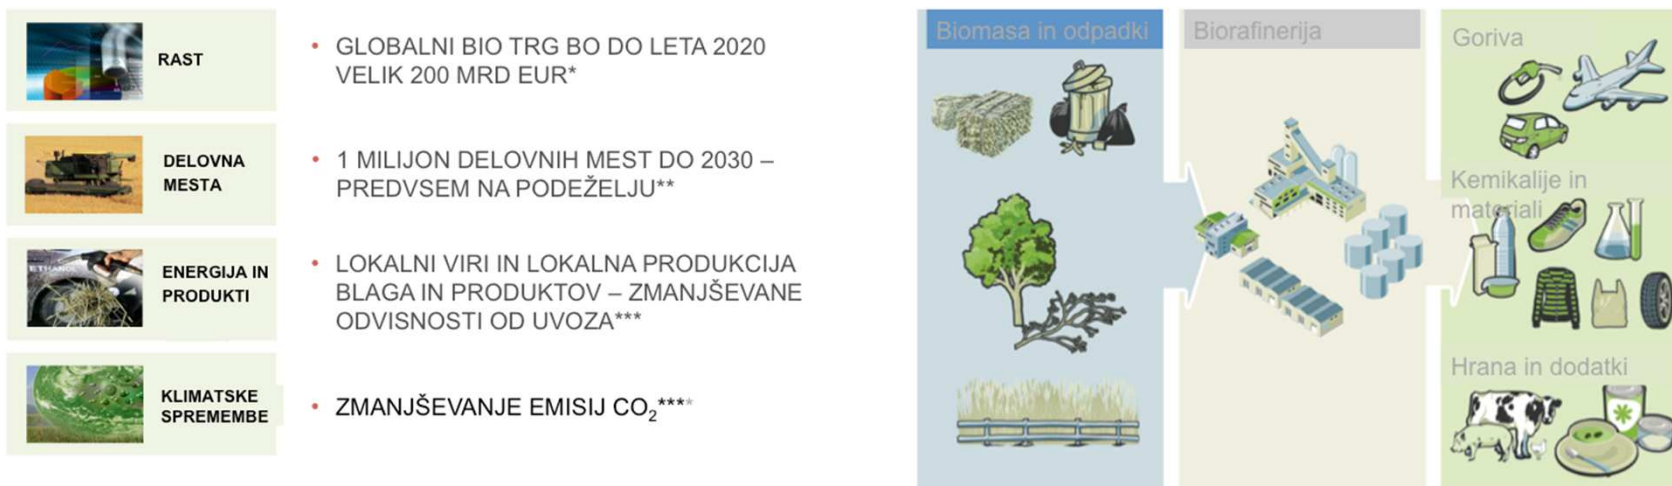 RAST
• GLOBALNI BIO TRG BO DO LETA 2020
VELIK 200 MRD EUR*
DELOVNA
MESTA
• 1 MILIJON DELOVNIH MEST DO 2030 –
PREDVSEM NA PODEŽELJU**
ETHANOL
ENERGIJA IN
PRODUKTI
• LOKALNI VIRI IN LOKALNA PRODUKCIJA
BLAGA IN PRODUKTOV – ZMANJŠEVANE
ODVISNOSTI OD UVOZA***
KLIMATSKE
SPREMEMBE
• ZMANJŠEVANJE EMISIJ CO₂****
Biomasa in odpadki
Biorafinerija
Goriva
Kemikalije in
materiali
Hrana in dodatki